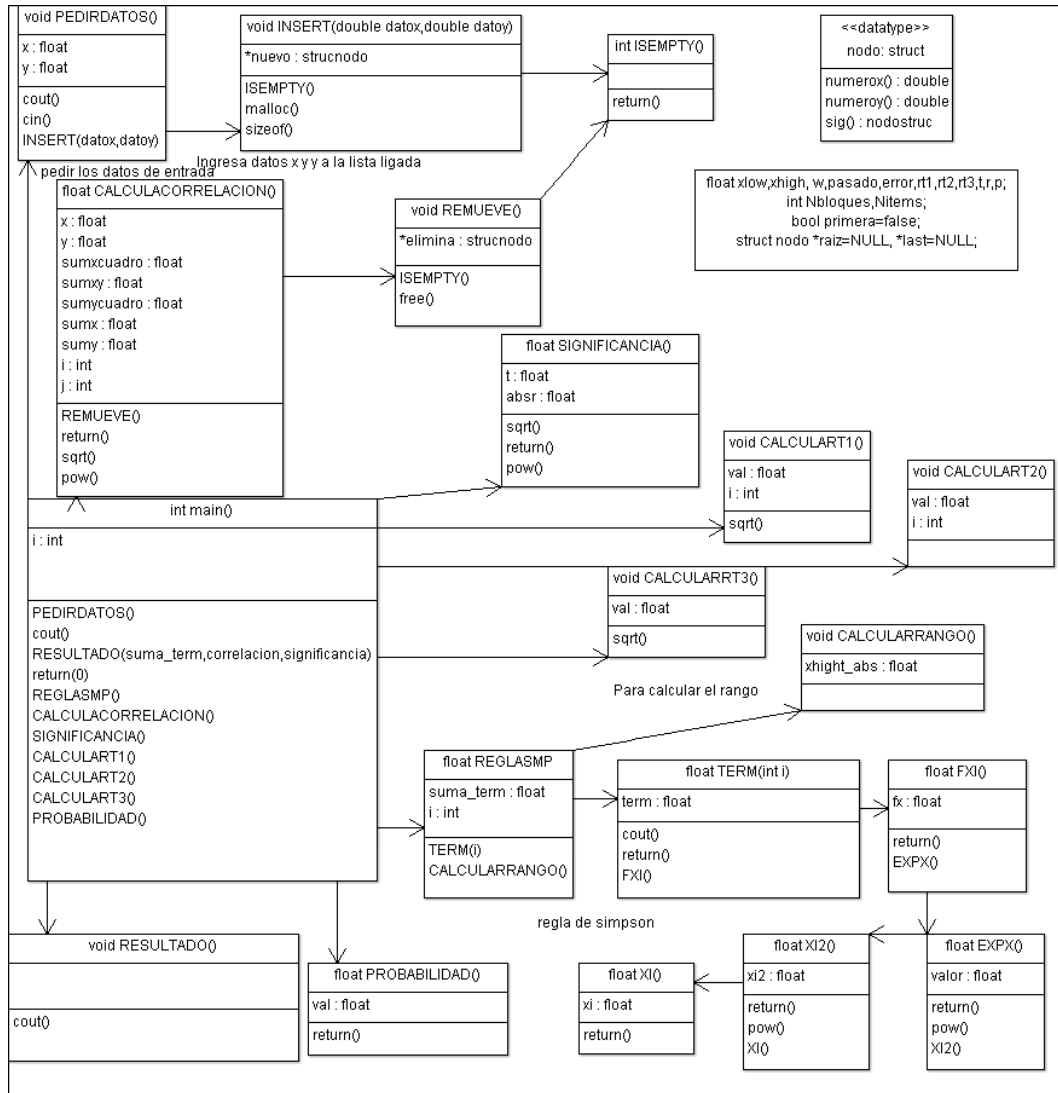 void PEDIRDATOS()
x : float
y : float
cout()
cin()
INSERT(datox,datoy)
void INSERT(double datox,double datoy)
*nuevo : strucnodo
ISEMPTY()
malloc()
sizeof()
int ISEMPTY()
return()
<<datatype>>
nodo: struct
numerox() : double
numeroy() : double
sig() : nodostruc
Ingresa datos x y y a la lista ligada
pedir los datos de entrada
float CALCULACORRELACION()
x : float
y : float
sumxcuadro : float
sumxy : float
sumycuadro : float
sumx : float
sumy : float
i : int
j : int
REMUEVE()
return()
sqrt()
pow()
void REMUEVE()
*elimina : strucnodo
ISEMPTY()
free()
float xlow,xhigh, w,pasado,error,rt1,rt2,rt3,t,r,p;
int Nbloques,Nitems;
bool primera=false;
struct nodo *raiz=NULL, *last=NULL;
float SIGNIFICANCIA()
t : float
absr : float
sqrt()
return()
pow()
void CALCULART1()
val : float
i : int
sqrt()
void CALCULART2()
val : float
i : int
int main()
i : int
PEDIRDATOS()
cout()
RESULTADO(suma_term,correlacion,significancia)
return(0)
REGLASMP()
CALCULACORRELACION()
SIGNIFICANCIA()
CALCULART1()
CALCULART2()
CALCULART3()
PROBABILIDAD()
void CALCULARRT3()
val : float
sqrt()
void CALCULARRANGO()
xhight_abs : float
Para calcular el rango
float REGLASMP
suma_term : float
i : int
TERM(i)
CALCULARRANGO()
float TERM(int i)
term : float
cout()
return()
FXI()
float FXI()
fx : float
return()
EXPX()
regla de simpson
void RESULTADO()
cout()
float PROBABILIDAD()
val : float
return()
float XI()
xi : float
return()
float XI2()
xi2 : float
return()
pow()
XI()
float EXPX()
valor : float
return()
pow()
XI2()